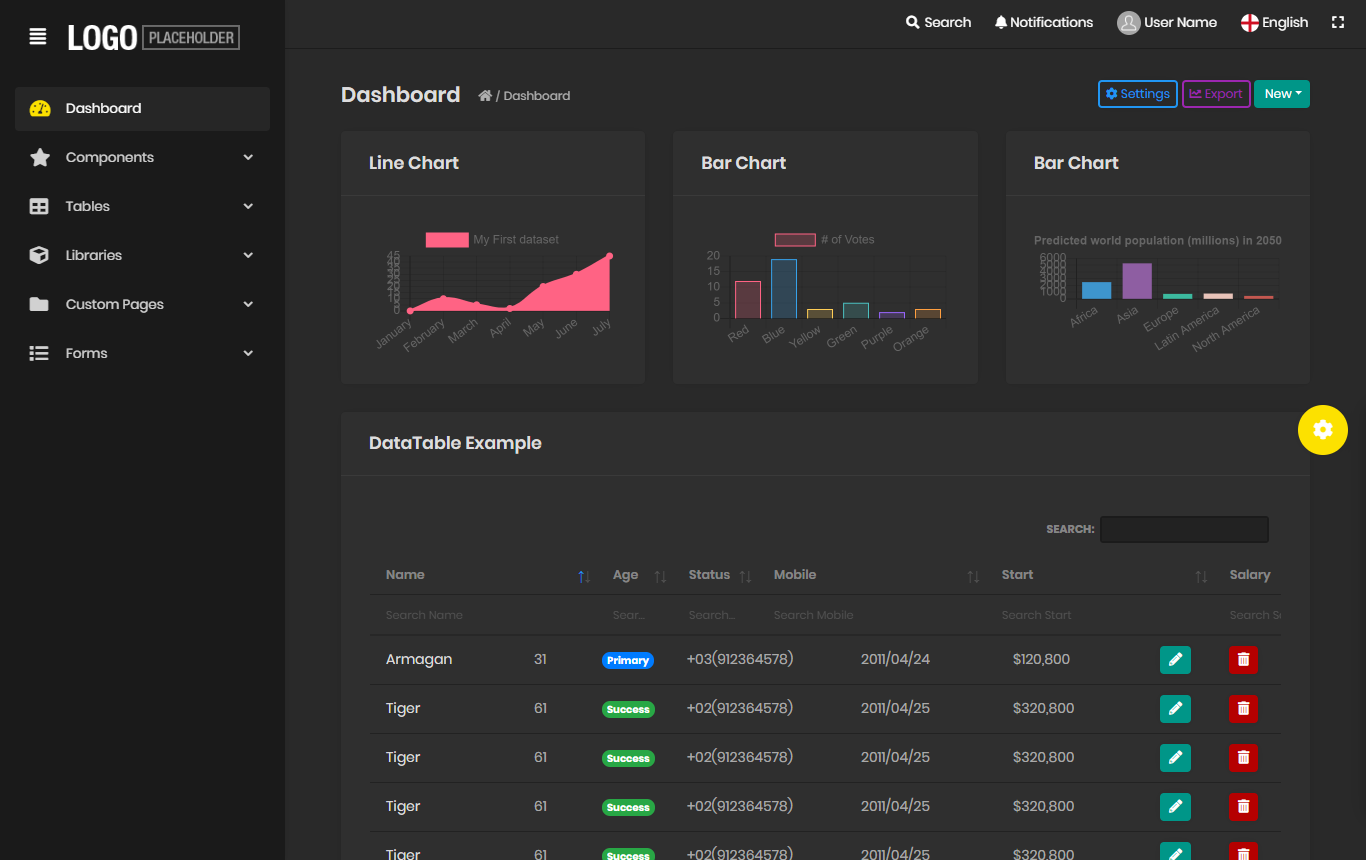 LOGO PLACEHOLDER
Search
Notifications
User Name
English
Dashboard
Components
Tables
Libraries
Custom Pages
Forms
Dashboard
/ Dashboard
Settings
Export
New
Line Chart
My First dataset
45
40
35
30
25
20
15
10
5
0
January
February
March
April
May
June
July
Bar Chart
# of Votes
20
15
10
5
0
Red
Blue
Yellow
Green
Purple
Orange
Bar Chart
Predicted world population (millions) in 2050
6000
5000
4000
3000
2000
1000
0
Africa
Asia
Europe
Latin America
North America
DataTable Example
SEARCH:
Name Age Status Mobile Start Salary
Search Name Sear... Search... Search Mobile Search Start Search S
Armagan 31 Primary +03(912364578) 2011/04/24 $120,800
Tiger 61 Success +02(912364578) 2011/04/25 $320,800
Tiger 61 Success +02(912364578) 2011/04/25 $320,800
Tiger 61 Success +02(912364578) 2011/04/25 $320,800
Tiger 61 Success +02(912364578) 2011/04/25 $320,800